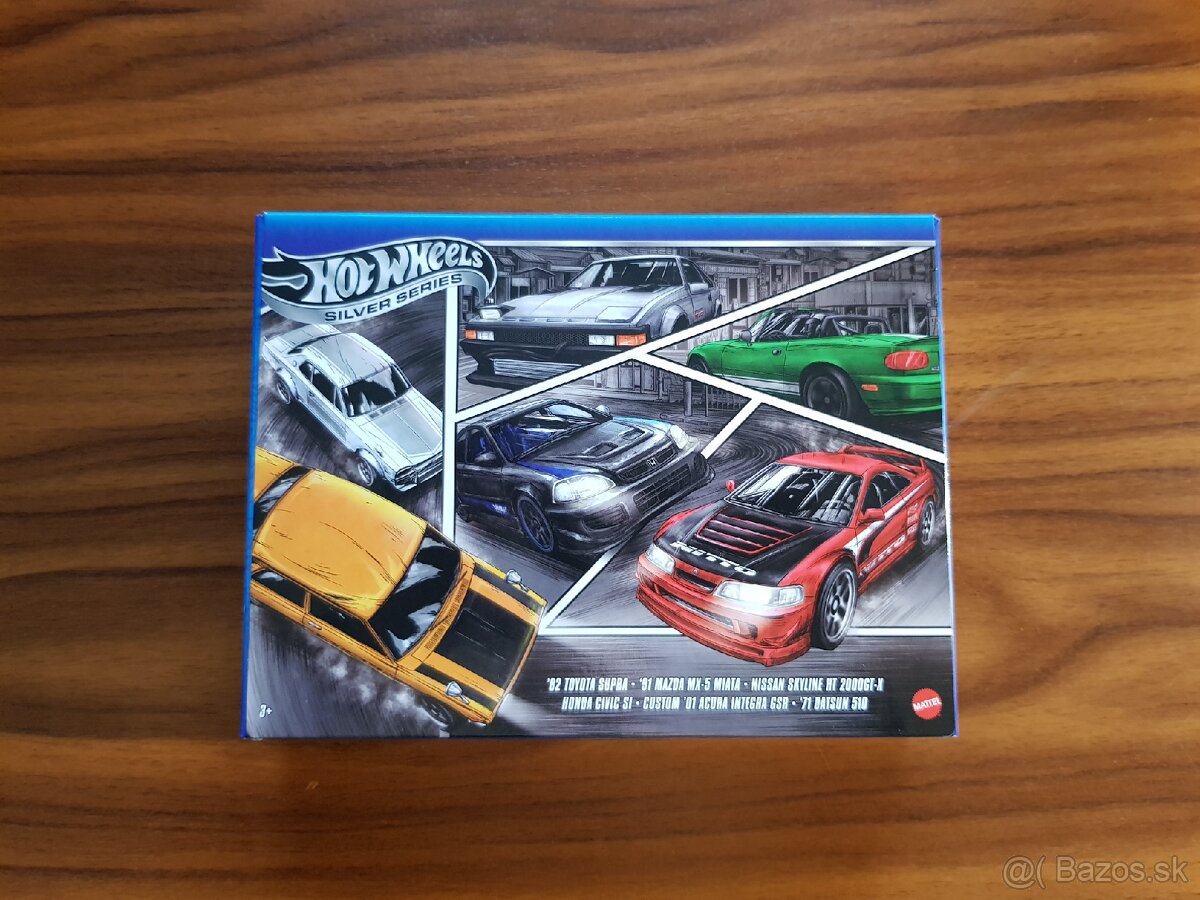 HOT WHEELS
SILVER SERIES
NITTO
NITTO
'82 TOYOTA SUPRA • '91 MAZDA MX-5 MIATA • NISSAN SKYLINE HT 2000GT-X
HONDA CIVIC SI • CUSTOM '01 ACURA INTEGRA GSR • '71 DATSUN 510
3+
MATTEL
@( Bazos.sk